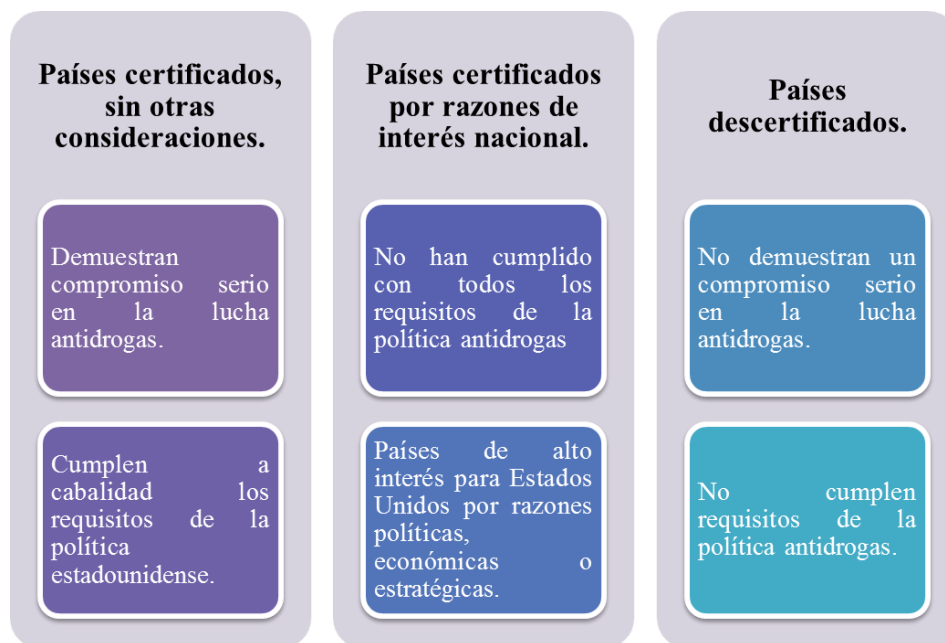 Países certificados,
sin otras
consideraciones.
Demuestran
compromiso serio
en la lucha
antidrogas.
Cumplen a
cabalidad los
requisitos de la
política
estadounidense.
Países certificados
por razones de
interés nacional.
No han cumplido
con todos los
requisitos de la
política antidrogas
Países de alto
interés para Estados
Unidos por razones
políticas,
económicas o
estratégicas.
Países
descertificados.
No demuestran un
compromiso serio
en la lucha
antidrogas.
No cumplen
requisitos de la
política antidrogas.